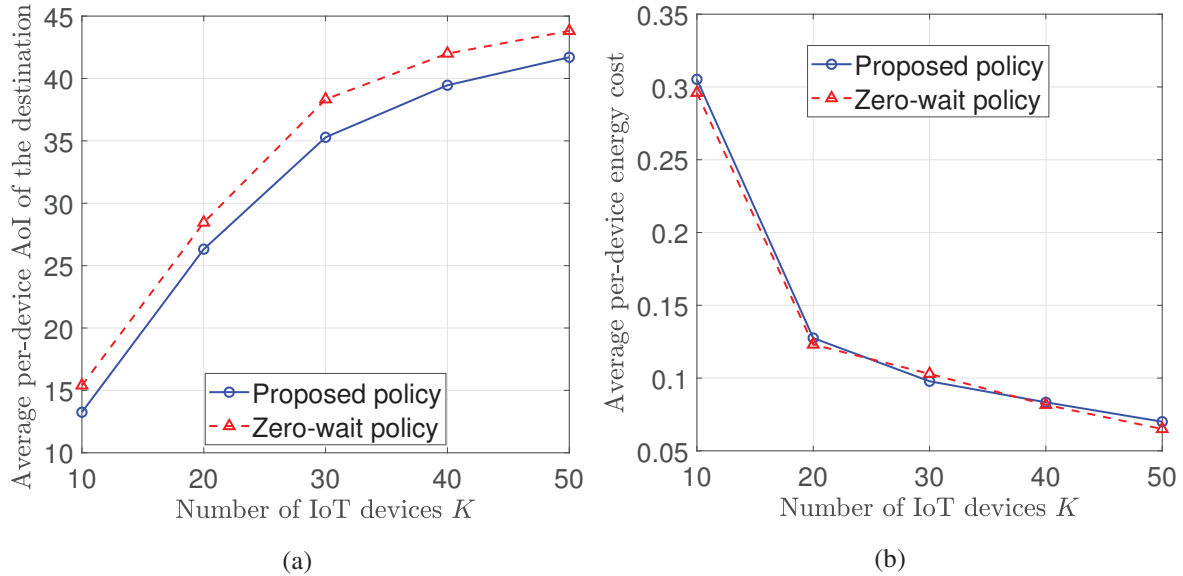 Average per-device AoI of the destination
45
40
35
30
25
20
15
10
10 20 30 40 50
Number of IoT devices K
Proposed policy
Zero-wait policy
(a)
Average per-device energy cost
0.35
0.3
0.25
0.2
0.15
0.1
0.05
10 20 30 40 50
Number of IoT devices K
Proposed policy
Zero-wait policy
(b)